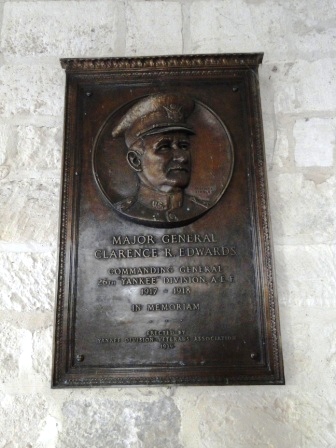 MAJOR GENERAL
CLARENCE R. EDWARDS
COMMANDING GENERAL
26TH "YANKEE" DIVISION, A.E.F.
1917 - 1918
IN MEMORIAM
ERECTED BY
YANKEE DIVISION VETERANS ASSOCIATION